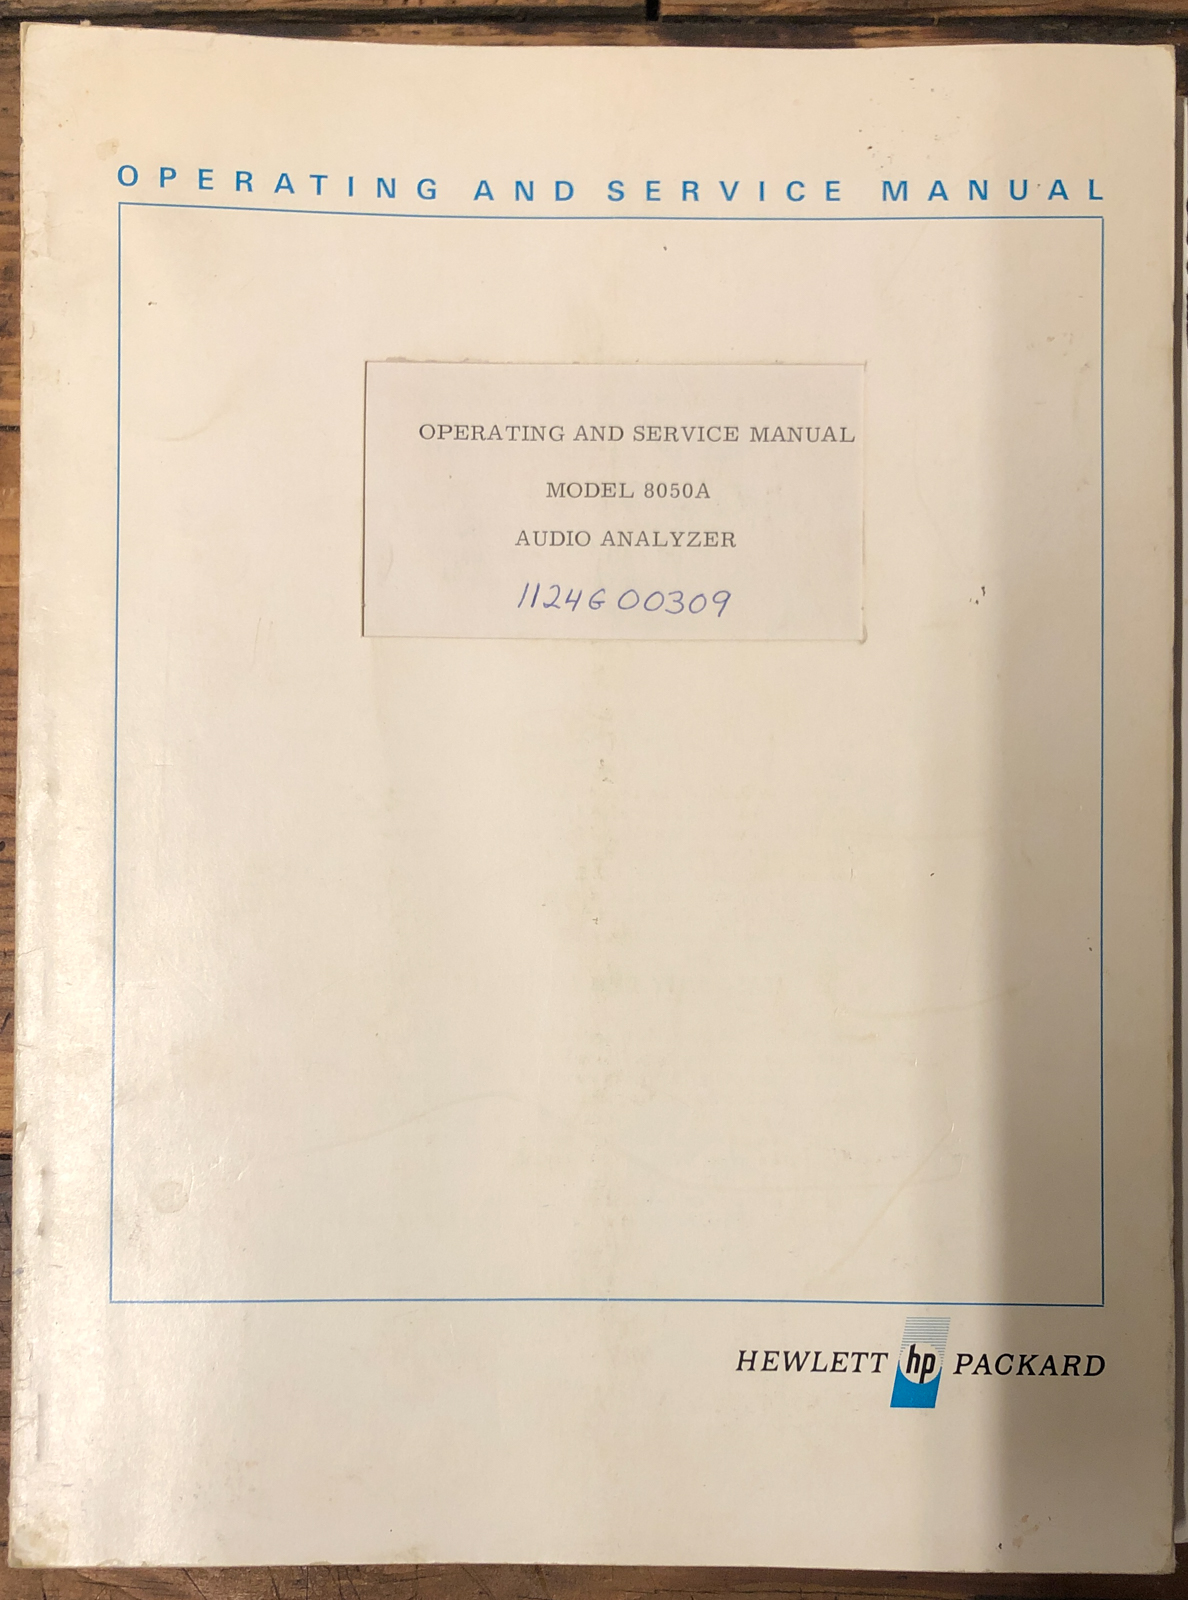 OPERATING AND SERVICE MANUAL
OPERATING AND SERVICE MANUAL
MODEL 8050A
AUDIO ANALYZER
1124G00309
HEWLETT hp PACKARD